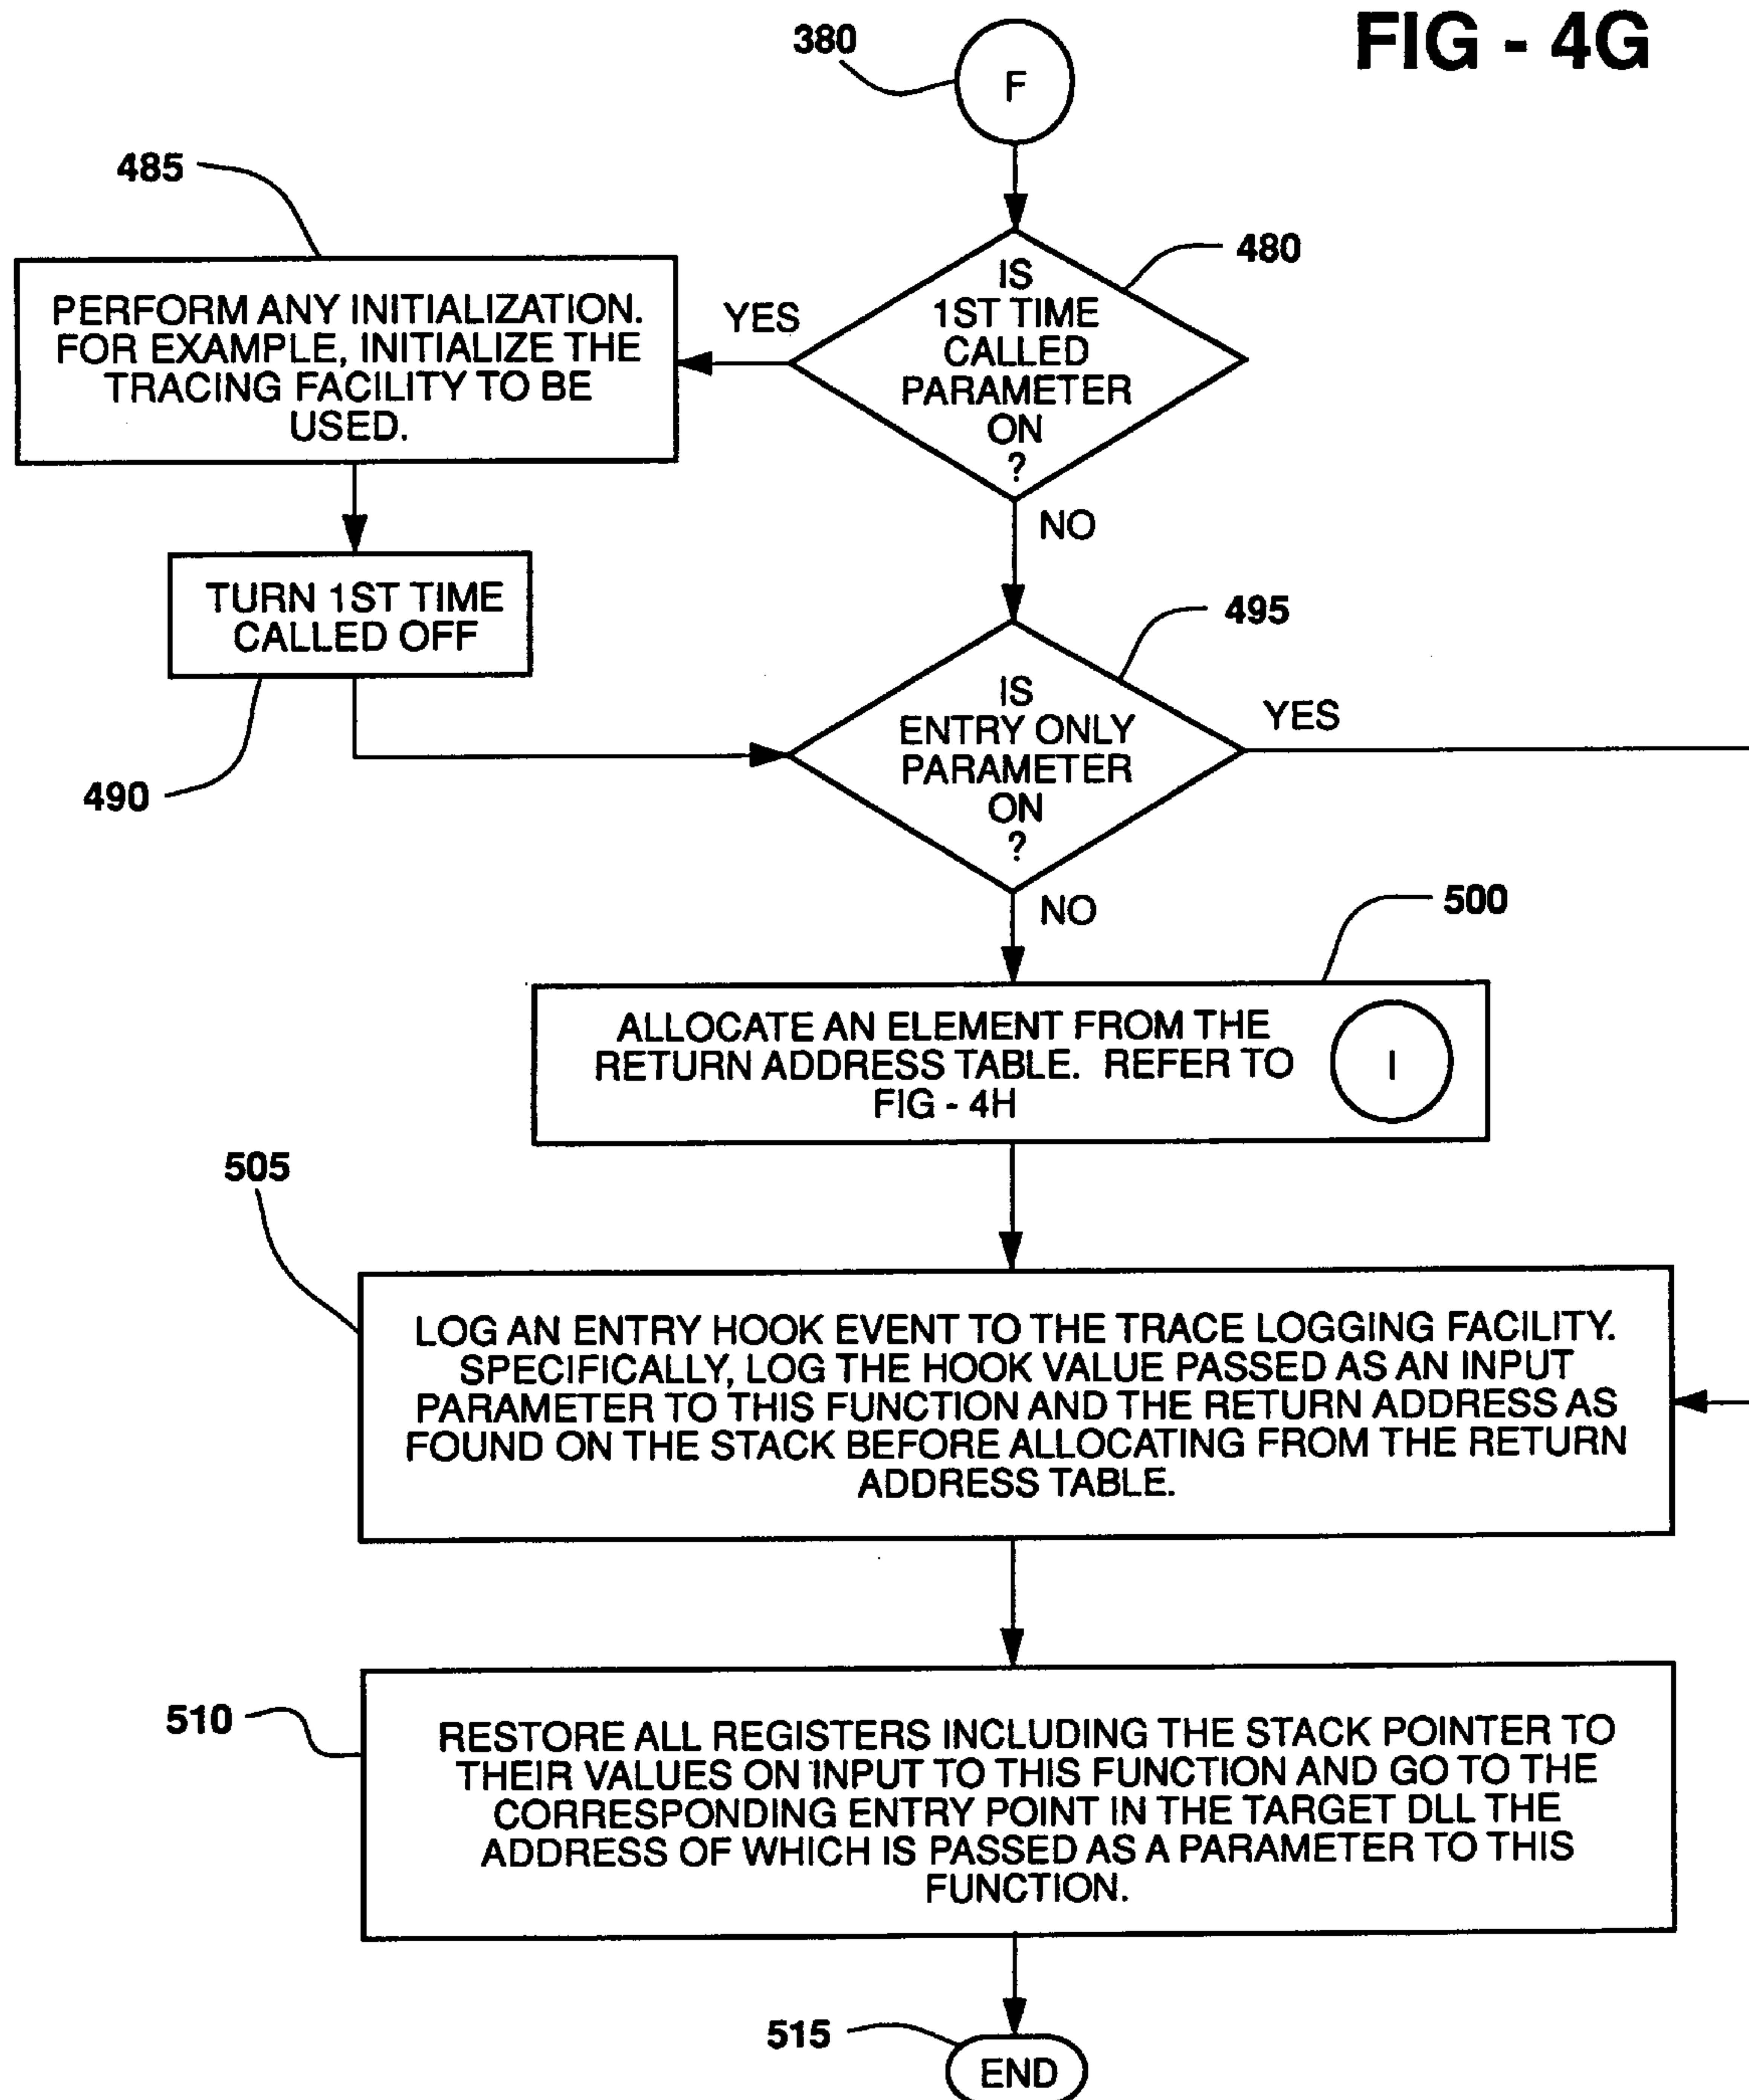 FIG - 4G
380
F
485
480
IS
1ST TIME
CALLED
PARAMETER
ON
?
YES
PERFORM ANY INITIALIZATION.
FOR EXAMPLE, INITIALIZE THE
TRACING FACILITY TO BE
USED.
NO
TURN 1ST TIME
CALLED OFF
490
495
IS
ENTRY ONLY
PARAMETER
ON
?
YES
NO
500
ALLOCATE AN ELEMENT FROM THE
RETURN ADDRESS TABLE. REFER TO
FIG - 4H
I
505
LOG AN ENTRY HOOK EVENT TO THE TRACE LOGGING FACILITY.
SPECIFICALLY, LOG THE HOOK VALUE PASSED AS AN INPUT
PARAMETER TO THIS FUNCTION AND THE RETURN ADDRESS AS
FOUND ON THE STACK BEFORE ALLOCATING FROM THE RETURN
ADDRESS TABLE.
510
RESTORE ALL REGISTERS INCLUDING THE STACK POINTER TO
THEIR VALUES ON INPUT TO THIS FUNCTION AND GO TO THE
CORRESPONDING ENTRY POINT IN THE TARGET DLL THE
ADDRESS OF WHICH IS PASSED AS A PARAMETER TO THIS
FUNCTION.
515
END